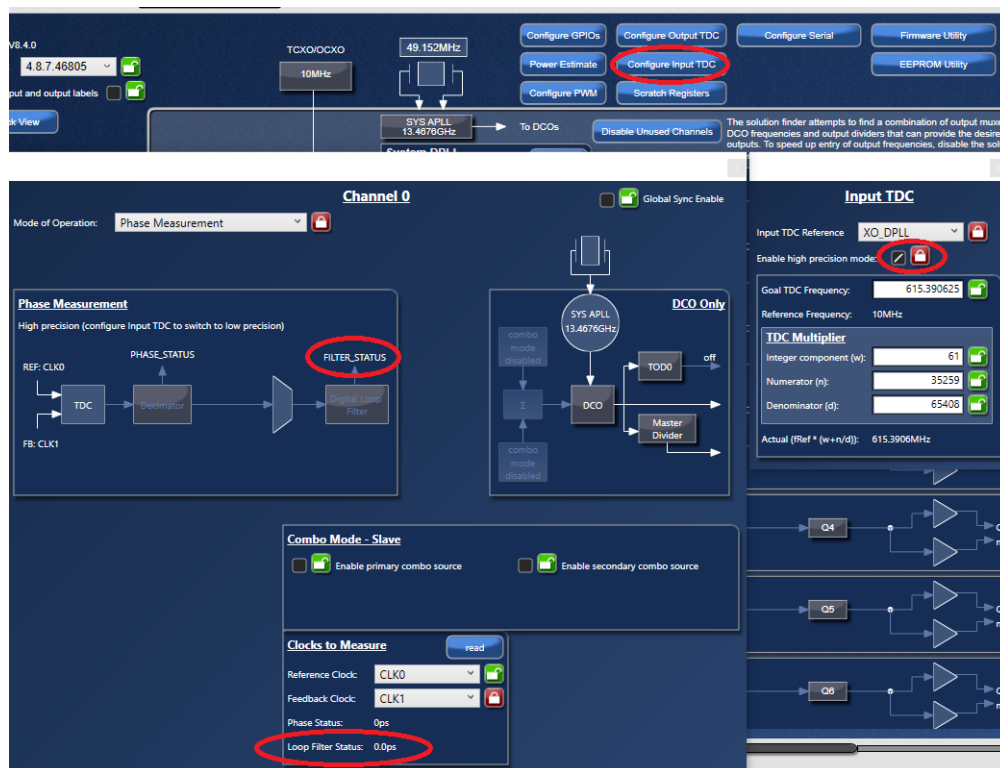 V8.4.0
4.8.7.46805
put and output labels
k View
TCXO/OCXO
10MHz
49.152MHz
SYS APLL
13.4676GHz
To DCOs
System DPLL
Configure GPIOs
Configure Output TDC
Configure Serial
Firmware Utility
Power Estimate
Configure Input TDC
EEPROM Utility
Configure PWM
Scratch Registers
Disable Unused Channels
The solution finder attempts to find a combination of output muxe
DCO frequencies and output dividers that can provide the desire
outputs. To speed up entry of output frequencies, disable the sol
Channel 0
Mode of Operation:
Phase Measurement
Global Sync Enable
Phase Measurement
High precision (configure Input TDC to switch to low precision)
PHASE_STATUS
FILTER_STATUS
REF: CLK0
TDC
Decimator
Digital Loop
Filter
FB: CLK1
DCO Only
SYS APLL
13.4676GHz
combo
mode
disabled
Σ
combo
mode
disabled
DCO
TOD0
off
Master
Divider
Combo Mode - Slave
Enable primary combo source
Enable secondary combo source
Clocks to Measure
read
Reference Clock:
CLK0
Feedback Clock:
CLK1
Phase Status:
0ps
Loop Filter Status:
0.0ps
Input TDC
Input TDC Reference
XO_DPLL
Enable high precision mode:
Goal TDC Frequency:
615.390625
Reference Frequency:
10MHz
TDC Multiplier
Integer component (w):
61
Numerator (n):
35259
Denominator (d):
65408
Actual (fRef * (w+n/d)):
615.3906MHz
Q4
Q5
Q6